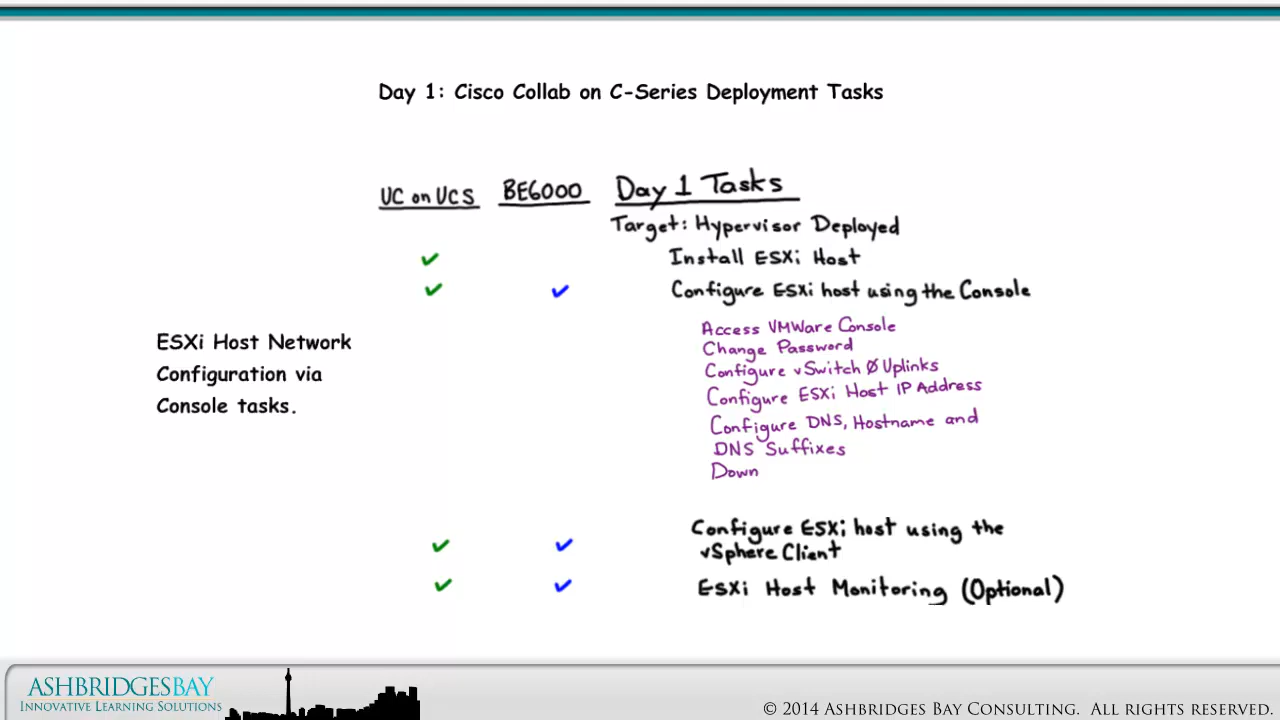 Day 1: Cisco Collab on C-Series Deployment Tasks
UC on UCS BE6000 Day 1 Tasks
Target: Hypervisor Deployed
✔ Install ESXi Host
✔ ✔ Configure ESXi host using the Console
ESXi Host Network
Configuration via
Console tasks.
Access VMWare Console
Change Password
Configure vSwitch 0 Uplinks
Configure ESXi Host IP Address
Configure DNS, Hostname and
DNS Suffixes
Down
✔ ✔ Configure ESXi host using the
vSphere Client
✔ ✔ ESXi Host Monitoring (Optional)
ASHBRIDGESBAY
INNOVATIVE LEARNING SOLUTIONS
© 2014 ASHBRIDGES BAY CONSULTING. ALL RIGHTS RESERVED.